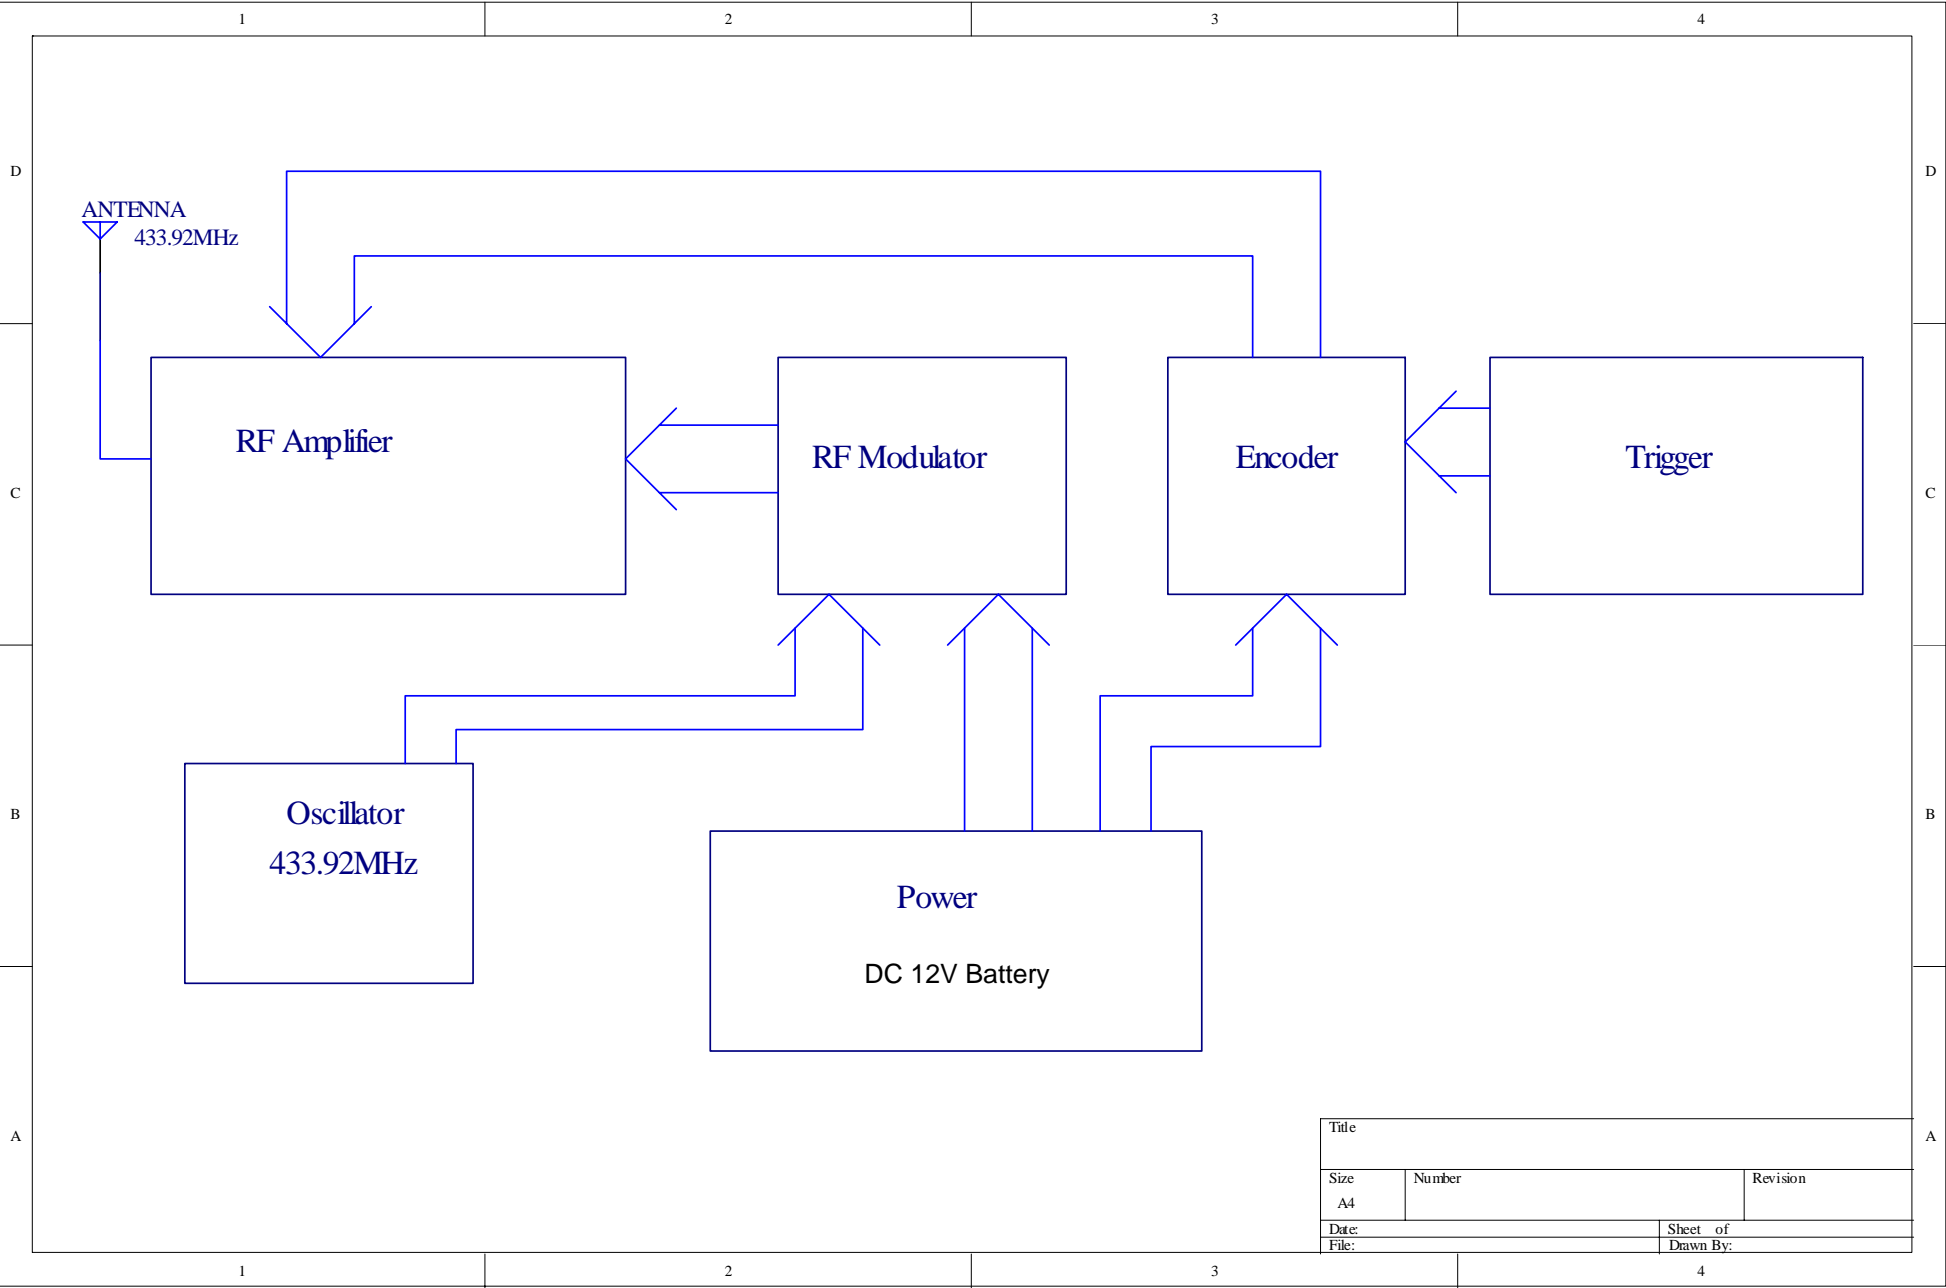 1 2 3 4
D D
ANTENNA
433.92MHz
RF Amplifier
RF Modulator
Encoder
Trigger
C C
Oscillator
433.92MHz
B B
Power
DC 12V Battery
A A
Title
Size Number Revision
A4
Date: Sheet of
File: Drawn By:
1 2 3 4